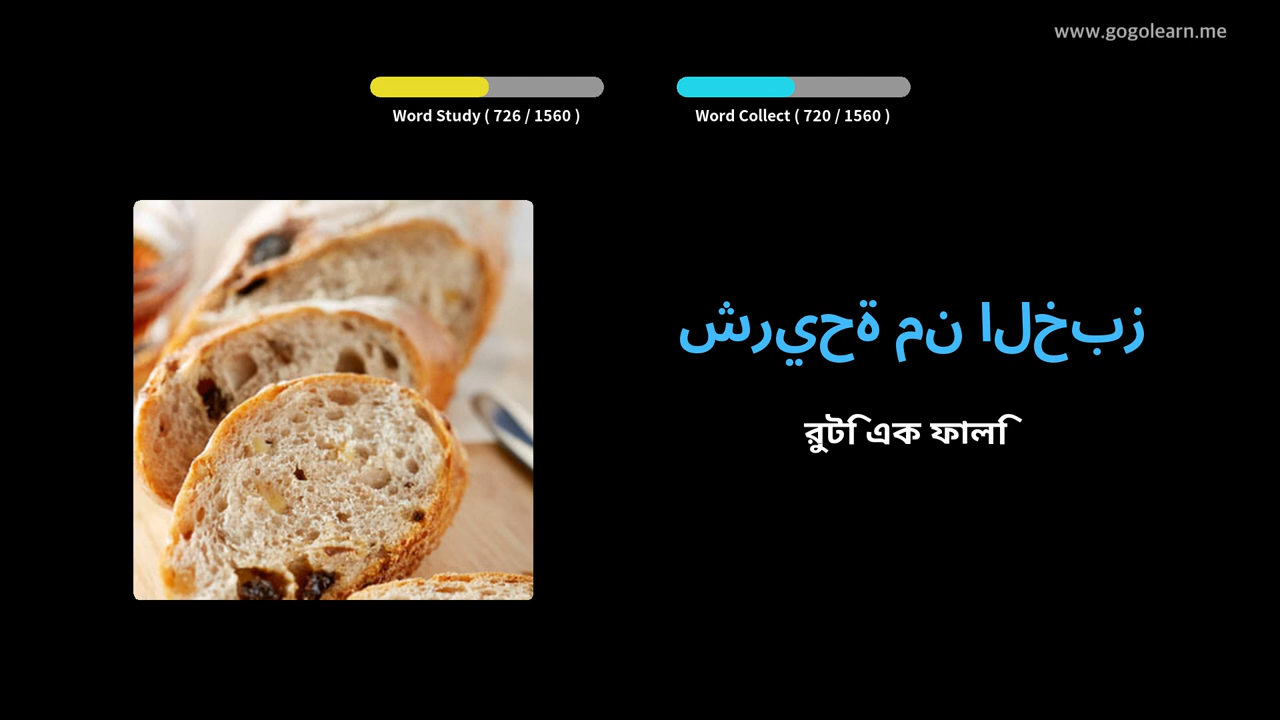 www.gogolearn.me
Word Study ( 726 / 1560 )
Word Collect ( 720 / 1560 )
شريحة من الخبز
রুটি এক ফালি